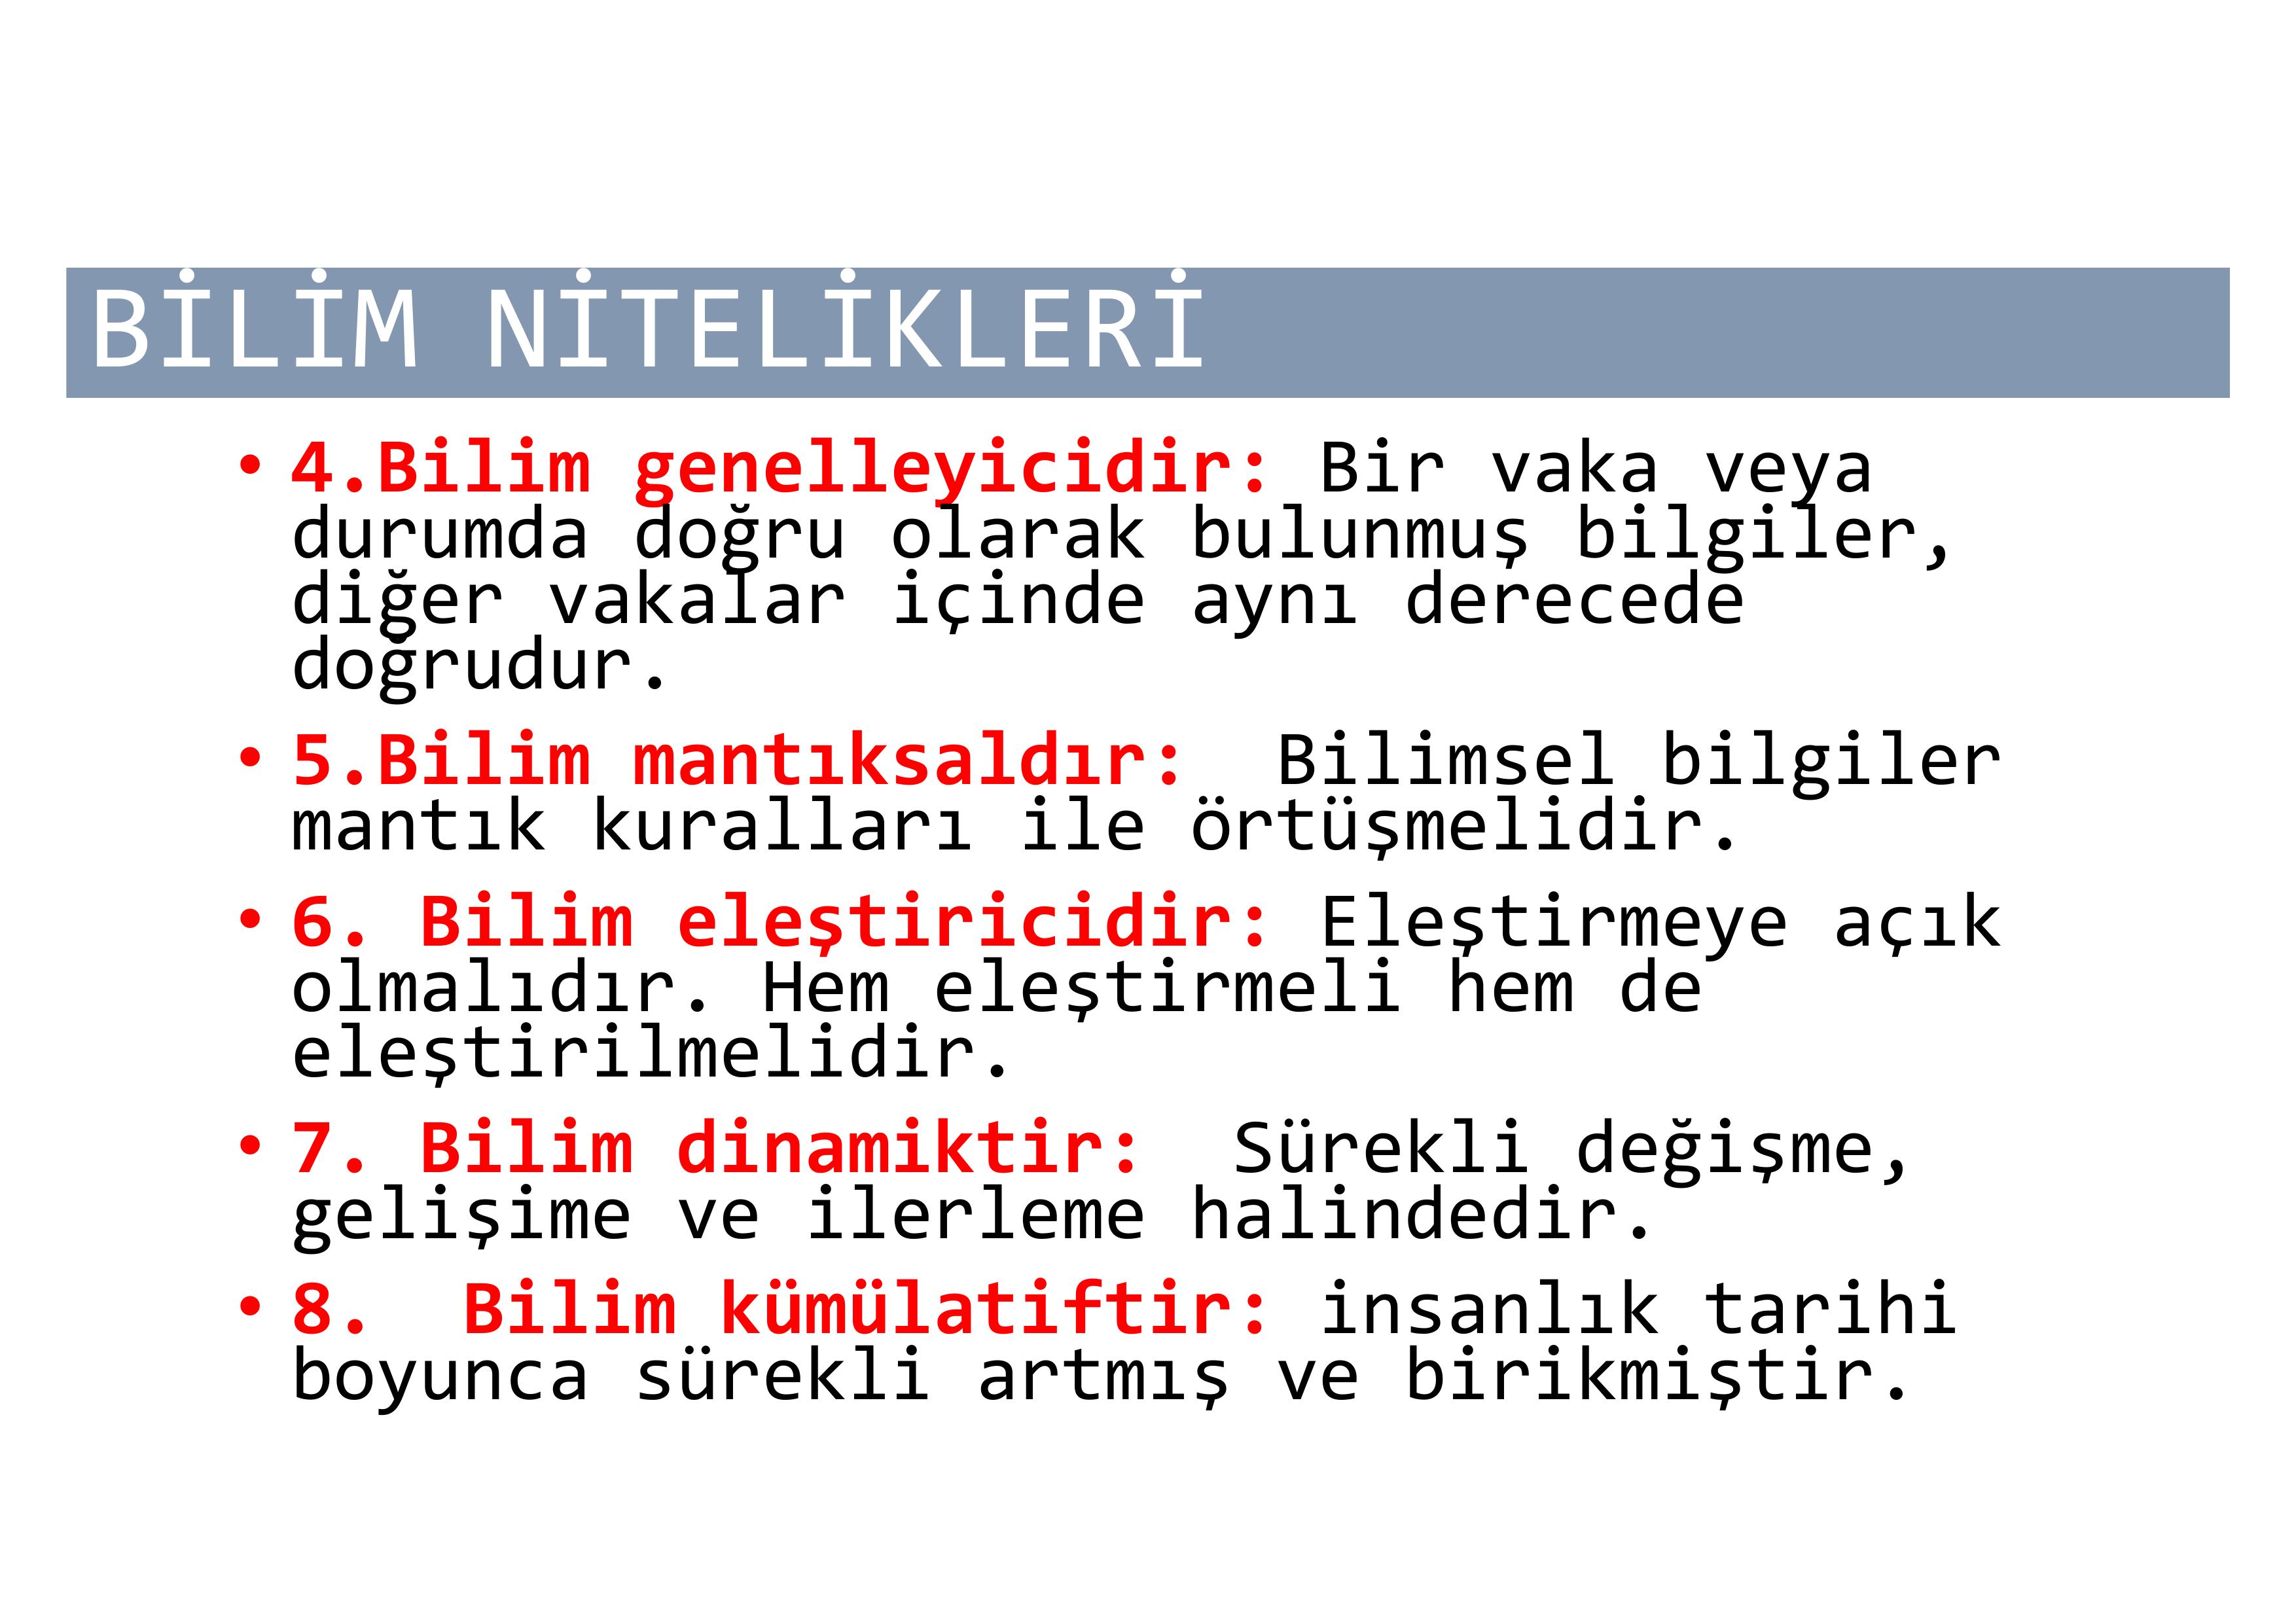 BİLİM NİTELİKLERİ
• 4.Bilim genelleyicidir: Bir vaka veya
durumda doğru olarak bulunmuş bilgiler,
diğer vakalar içinde aynı derecede
doğrudur.
• 5.Bilim mantıksaldır:  Bilimsel bilgiler
mantık kuralları ile örtüşmelidir.
• 6. Bilim eleştiricidir: Eleştirmeye açık
olmalıdır. Hem eleştirmeli hem de
eleştirilmelidir.
• 7. Bilim dinamiktir:  Sürekli değişme,
gelişime ve ilerleme halindedir.
• 8.  Bilim kümülatiftir: insanlık tarihi
boyunca sürekli artmış ve birikmiştir.